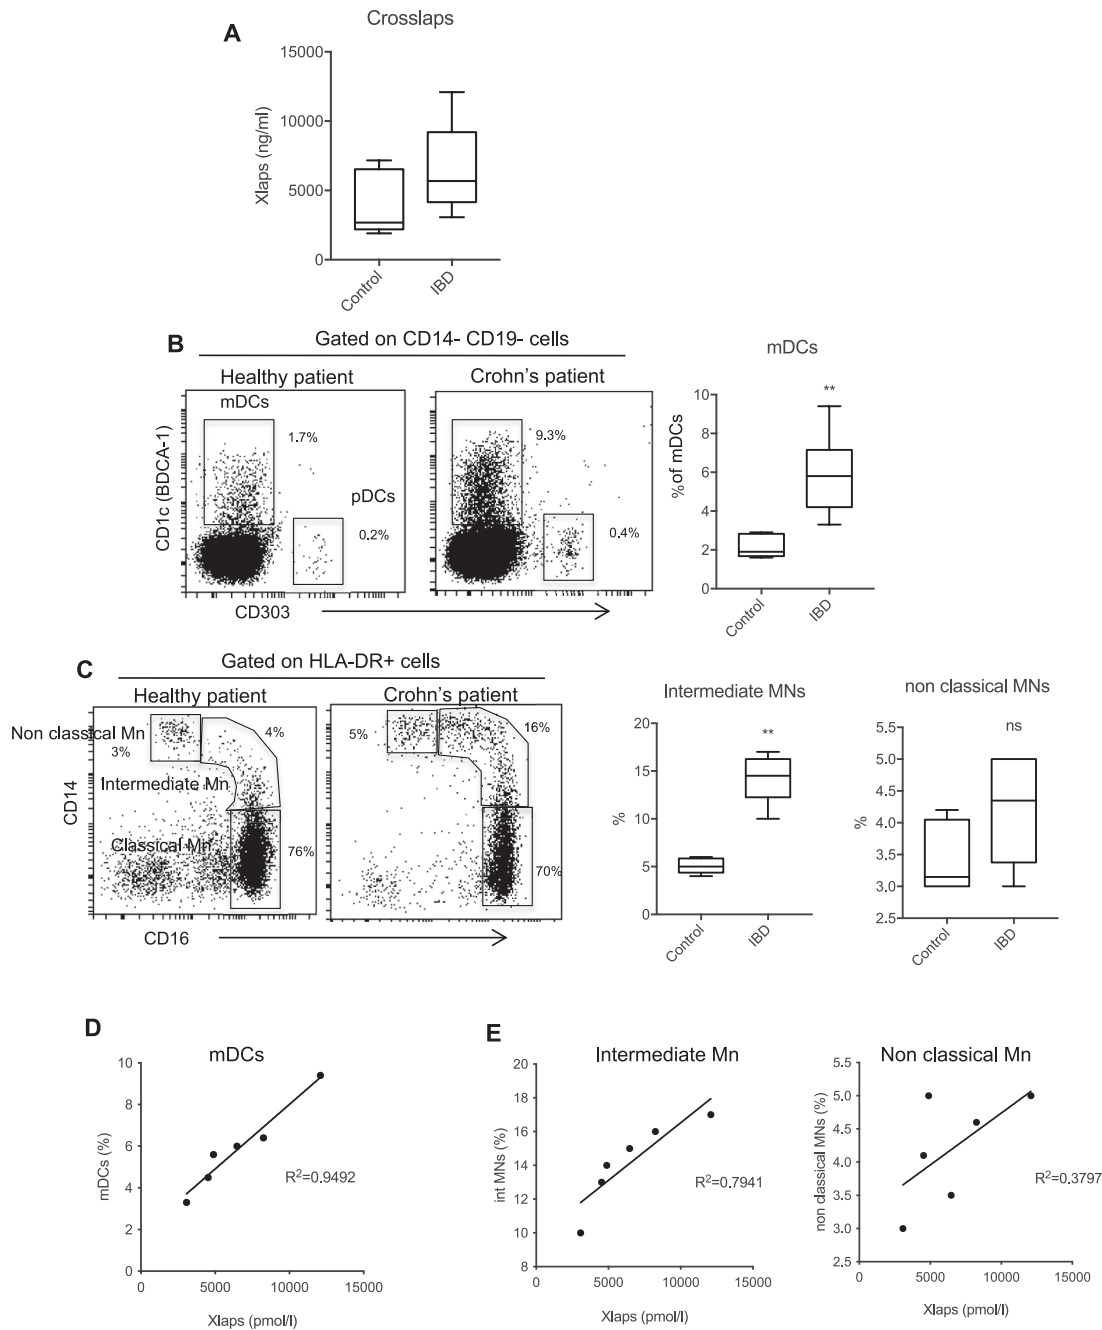 A
Crosslaps
Xlaps (ng/ml)
15000
10000
5000
0
Control
IBD
B
Gated on CD14- CD19- cells
Healthy patient
Crohn's patient
mDCs
1.7%
pDCs
0.2%
9.3%
0.4%
CD1c (BDCA-1)
CD303
mDCs
**
% of mDCs
10
8
6
4
2
0
Control
IBD
C
Gated on HLA-DR+ cells
Healthy patient
Crohn's patient
Non classical Mn
3%
4%
Intermediate Mn
Classical Mn
76%
5%
16%
70%
CD14
CD16
Intermediate MNs
**
%
20
15
10
5
0
Control
IBD
non classical MNs
ns
%
5.5
5.0
4.5
4.0
3.5
3.0
2.5
Control
IBD
D
mDCs
mDCs (%)
10
8
6
4
2
0
R²=0.9492
0
5000
10000
15000
Xlaps (pmol/l)
E
Intermediate Mn
int MNs (%)
20
18
16
14
12
10
8
R²=0.7941
0
5000
10000
15000
Xlaps (pmol/l)
Non classical Mn
non classical MNs (%)
5.5
5.0
4.5
4.0
3.5
3.0
2.5
R²=0.3797
0
5000
10000
15000
Xlaps (pmol/l)